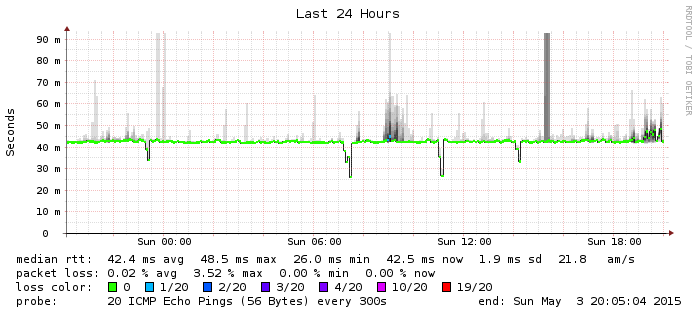 Last 24 Hours
RRDTOOL / TOBI OETIKER
Seconds
90 m
80 m
70 m
60 m
50 m
40 m
30 m
20 m
10 m
0
Sun 00:00 Sun 06:00 Sun 12:00 Sun 18:00
median rtt: 42.4 ms avg 48.5 ms max 26.0 ms min 42.5 ms now 1.9 ms sd 21.8 am/s
packet loss: 0.02 % avg 3.52 % max 0.00 % min 0.00 % now
loss color: 0 1/20 2/20 3/20 4/20 10/20 19/20
probe: 20 ICMP Echo Pings (56 Bytes) every 300s end: Sun May 3 20:05:04 2015